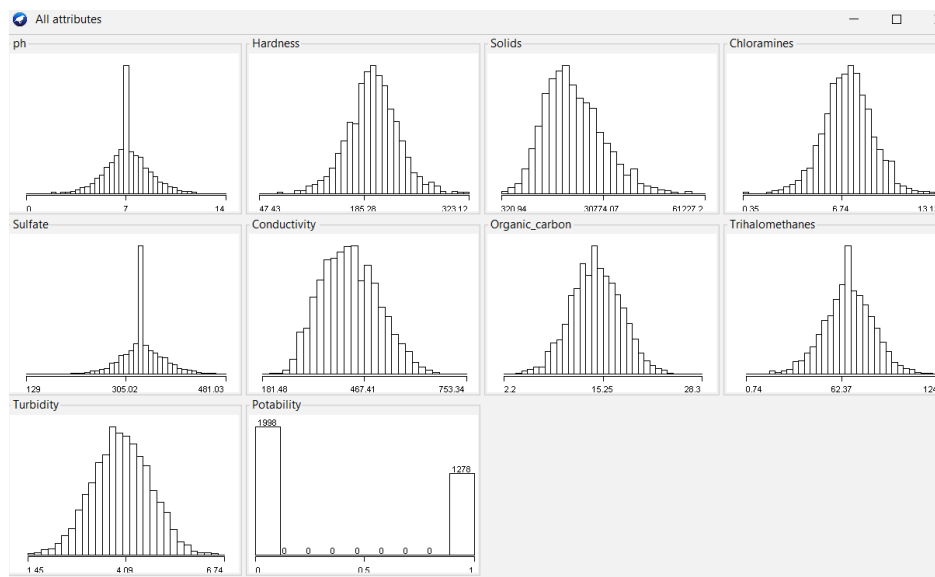 All attributes
ph
Hardness
Solids
Chloramines
0 7 14
47.43 185.28 323.12
320.94 30774.07 61227.2
0.35 6.74 13.13
Sulfate
Conductivity
Organic_carbon
Trihalomethanes
129 305.02 481.03
181.48 467.41 753.34
2.2 15.25 28.3
0.74 62.37 124
Turbidity
Potability
1998
1278
0 0 0 0 0 0 0
1.45 4.09 6.74
0 0.5 1